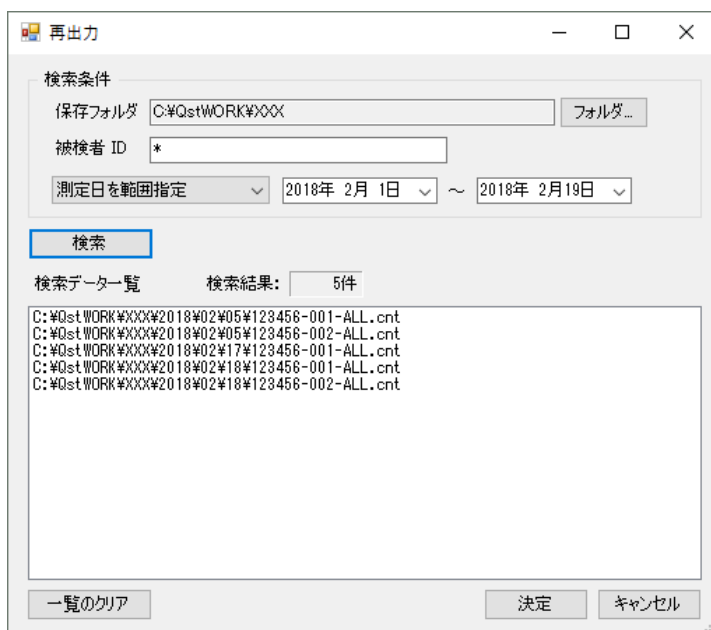 再出力
検索条件
保存フォルダ C:¥QstWORK¥XXX フォルダ...
被検者 ID *
測定日を範囲指定 2018年 2月 1日 ～ 2018年 2月19日
検索
検索データ一覧 検索結果: 5件
C:¥QstWORK¥XXX¥2018¥02¥05¥123456-001-ALL.cnt
C:¥QstWORK¥XXX¥2018¥02¥05¥123456-002-ALL.cnt
C:¥QstWORK¥XXX¥2018¥02¥17¥123456-001-ALL.cnt
C:¥QstWORK¥XXX¥2018¥02¥18¥123456-001-ALL.cnt
C:¥QstWORK¥XXX¥2018¥02¥18¥123456-002-ALL.cnt
一覧のクリア 決定 キャンセル